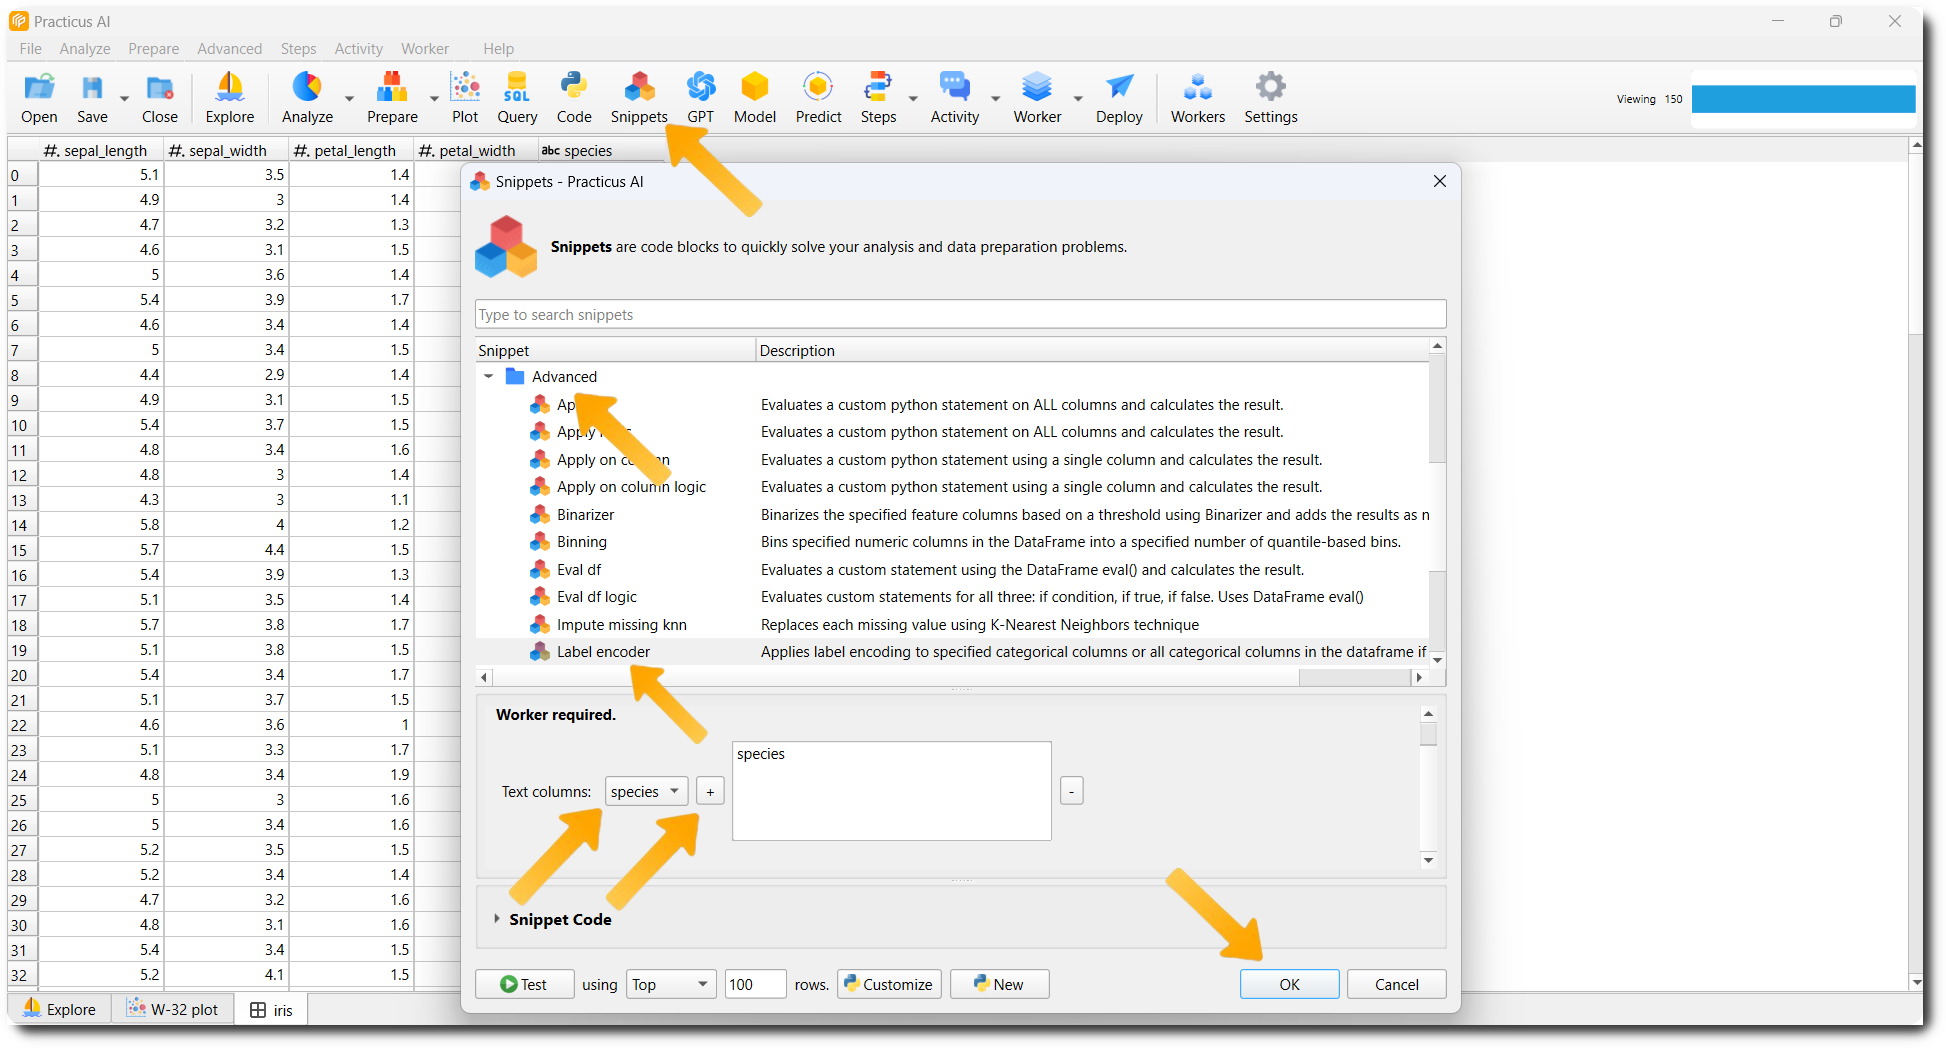 Practicus AI
File Analyze Prepare Advanced Steps Activity Worker Help
Open Save Close Explore Analyze Prepare Plot Query Code Snippets GPT Model Predict Steps Activity Worker Deploy Workers Settings
SQL
Viewing 150
#. sepal_length #. sepal_width #. petal_length #. petal_width abc species
0 5.1 3.5 1.4
1 4.9 3 1.4
2 4.7 3.2 1.3
3 4.6 3.1 1.5
4 5 3.6 1.4
5 5.4 3.9 1.7
6 4.6 3.4 1.4
7 5 3.4 1.5
8 4.4 2.9 1.4
9 4.9 3.1 1.5
10 5.4 3.7 1.5
11 4.8 3.4 1.6
12 4.8 3 1.4
13 4.3 3 1.1
14 5.8 4 1.2
15 5.7 4.4 1.5
16 5.4 3.9 1.3
17 5.1 3.5 1.4
18 5.7 3.8 1.7
19 5.1 3.8 1.5
20 5.4 3.4 1.7
21 5.1 3.7 1.5
22 4.6 3.6 1
23 5.1 3.3 1.7
24 4.8 3.4 1.9
25 5 3 1.6
26 5 3.4 1.6
27 5.2 3.5 1.5
28 5.2 3.4 1.4
29 4.7 3.2 1.6
30 4.8 3.1 1.6
31 5.4 3.4 1.5
32 5.2 4.1 1.5
Explore W-32 plot iris
Snippets - Practicus AI
Snippets are code blocks to quickly solve your analysis and data preparation problems.
Type to search snippets
Snippet Description
Advanced
Evaluates a custom python statement on ALL columns and calculates the result.
Apply Evaluates a custom python statement on ALL columns and calculates the result.
Apply on Evaluates a custom python statement using a single column and calculates the result.
Apply on column logic Evaluates a custom python statement using a single column and calculates the result.
Binarizer Binarizes the specified feature columns based on a threshold using Binarizer and adds the results as n
Binning Bins specified numeric columns in the DataFrame into a specified number of quantile-based bins.
Eval df Evaluates a custom statement using the DataFrame eval() and calculates the result.
Eval df logic Evaluates custom statements for all three: if condition, if true, if false. Uses DataFrame eval()
Impute missing knn Replaces each missing value using K-Nearest Neighbors technique
Label encoder Applies label encoding to specified categorical columns or all categorical columns in the dataframe if
Worker required.
species
Text columns: species + -
Snippet Code
Test using Top 100 rows. Customize New OK Cancel